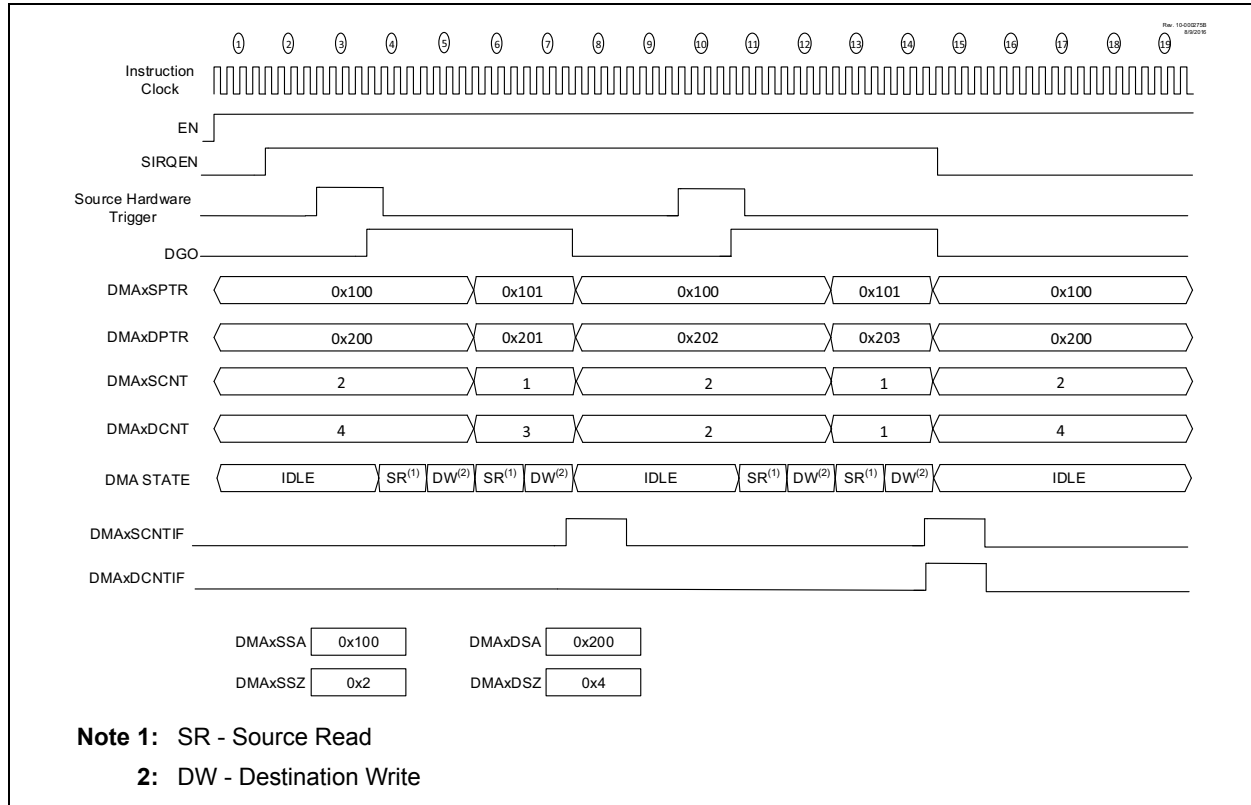 Rev. 10-000275B
8/9/2016
1 2 3 4 5 6 7 8 9 10 11 12 13 14 15 16 17 18 19
Instruction
Clock
EN
SIRQEN
Source Hardware
Trigger
DGO
DMAxSPTR 0x100 0x101 0x100 0x101 0x100
DMAxDPTR 0x200 0x201 0x202 0x203 0x200
DMAxSCNT 2 1 2 1 2
DMAxDCNT 4 3 2 1 4
DMA STATE IDLE SR(1) DW(2) SR(1) DW(2) IDLE SR(1) DW(2) SR(1) DW(2) IDLE
DMAxSCNTIF
DMAxDCNTIF
DMAxSSA 0x100 DMAxDSA 0x200
DMAxSSZ 0x2 DMAxDSZ 0x4
Note 1: SR - Source Read
2: DW - Destination Write